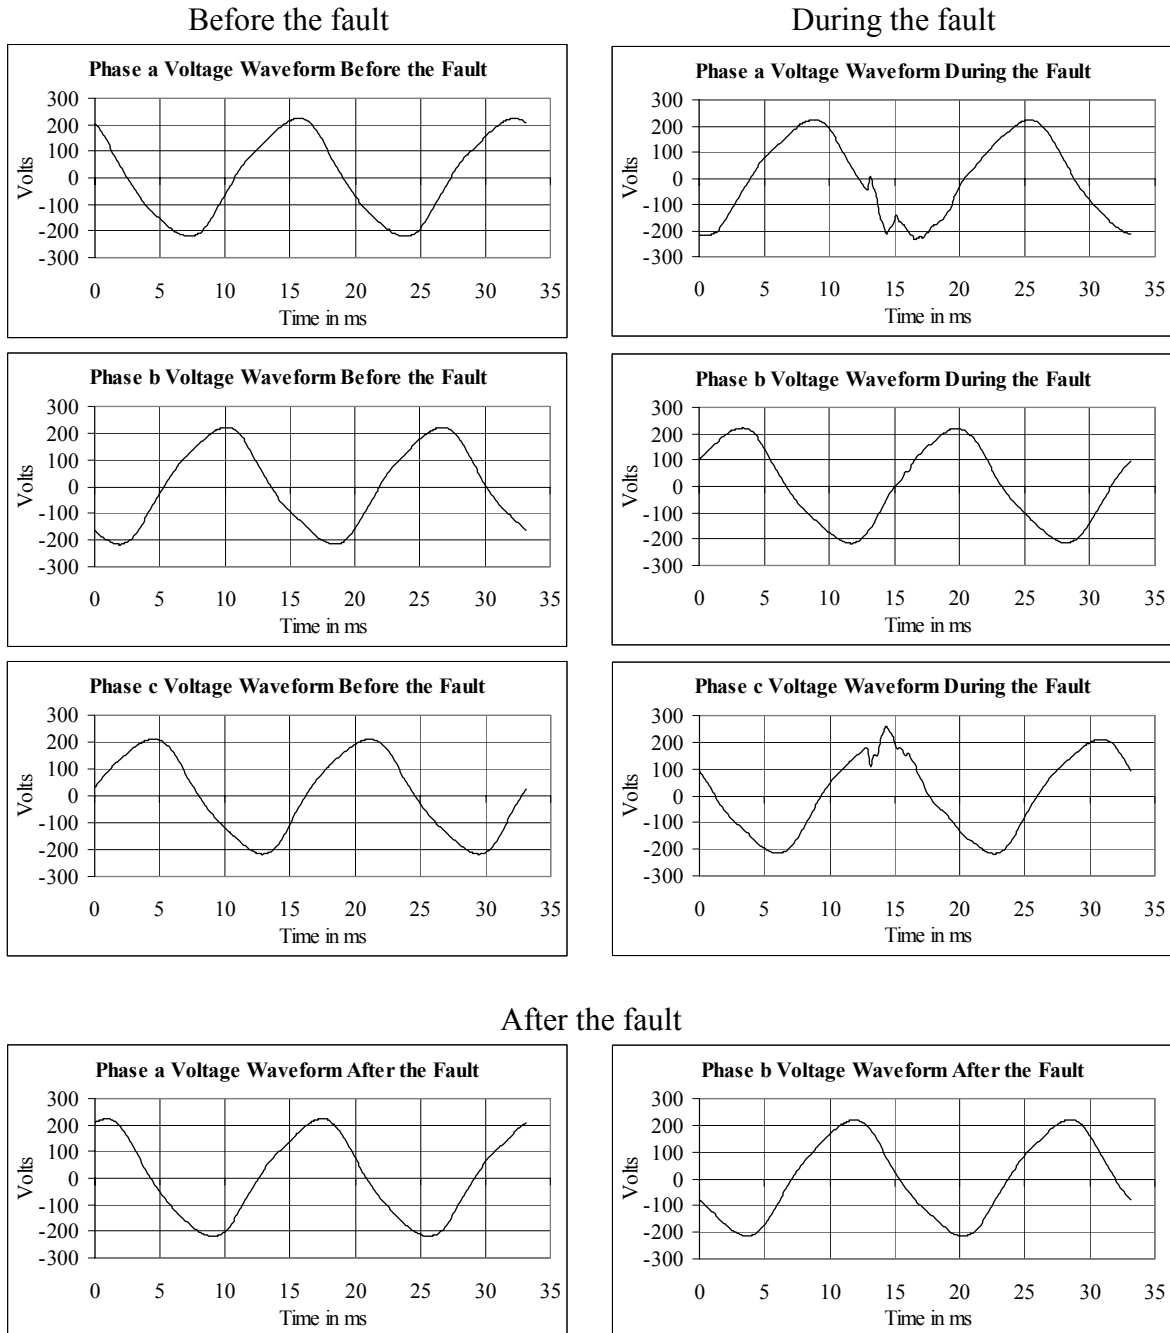 Before the fault
During the fault
Phase a Voltage Waveform Before the Fault
300
200
100
0
-100
-200
-300
Volts
0 5 10 15 20 25 30 35
Time in ms
Phase a Voltage Waveform During the Fault
300
200
100
0
-100
-200
-300
Volts
0 5 10 15 20 25 30 35
Time in ms
Phase b Voltage Waveform Before the Fault
300
200
100
0
-100
-200
-300
Volts
0 5 10 15 20 25 30 35
Time in ms
Phase b Voltage Waveform During the Fault
300
200
100
0
-100
-200
-300
Volts
0 5 10 15 20 25 30 35
Time in ms
Phase c Voltage Waveform Before the Fault
300
200
100
0
-100
-200
-300
Volts
0 5 10 15 20 25 30 35
Time in ms
Phase c Voltage Waveform During the Fault
300
200
100
0
-100
-200
-300
Volts
0 5 10 15 20 25 30 35
Time in ms
After the fault
Phase a Voltage Waveform After the Fault
300
200
100
0
-100
-200
-300
Volts
0 5 10 15 20 25 30 35
Time in ms
Phase b Voltage Waveform After the Fault
300
200
100
0
-100
-200
-300
Volts
0 5 10 15 20 25 30 35
Time in ms